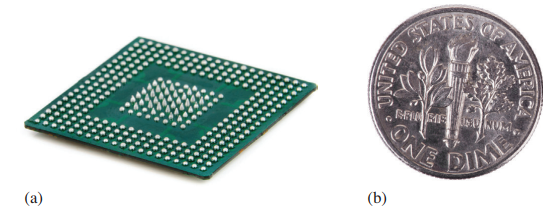 UNITED STATES OF AMERICA
E PLURIBUS UNUM
ONE DIME
(a)
(b)